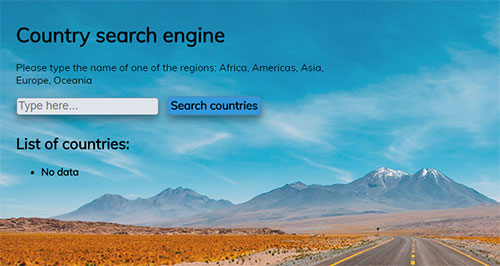 Country search engine
Please type the name of one of the regions: Africa, Americas, Asia,
Europe, Oceania
Type here...
Search countries
List of countries:
No data